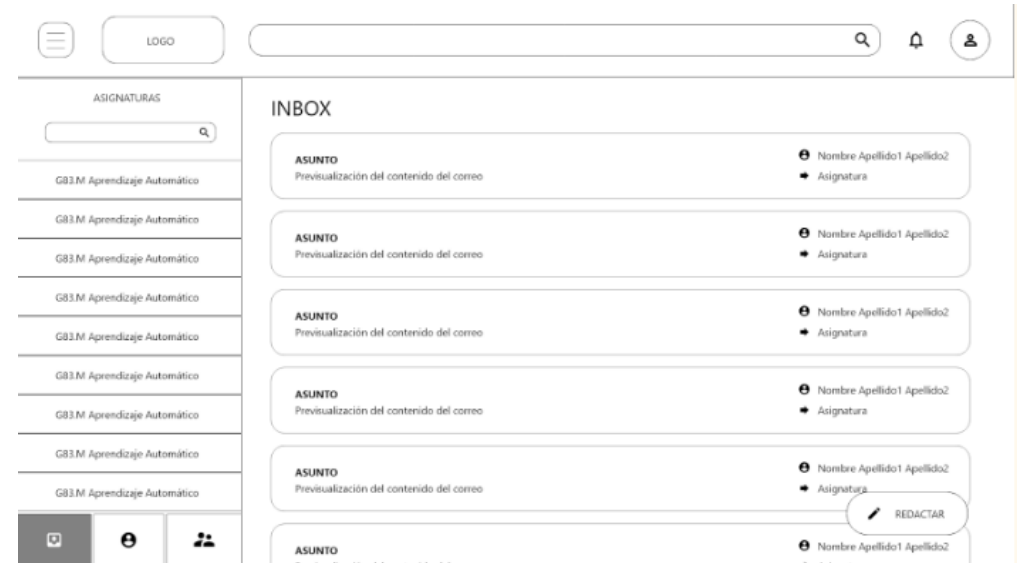 LOGO
ASIGNATURAS
G83.M Aprendizaje Automático
G83.M Aprendizaje Automático
G83.M Aprendizaje Automático
G83.M Aprendizaje Automático
G83.M Aprendizaje Automático
G83.M Aprendizaje Automático
G83.M Aprendizaje Automático
G83.M Aprendizaje Automático
G83.M Aprendizaje Automático
INBOX
ASUNTO
Previsualización del contenido del correo
Nombre Apellido1 Apellido2
Asignatura
ASUNTO
Previsualización del contenido del correo
Nombre Apellido1 Apellido2
Asignatura
ASUNTO
Previsualización del contenido del correo
Nombre Apellido1 Apellido2
Asignatura
ASUNTO
Previsualización del contenido del correo
Nombre Apellido1 Apellido2
Asignatura
ASUNTO
Previsualización del contenido del correo
Nombre Apellido1 Apellido2
Asignatura
REDACTAR
ASUNTO
Nombre Apellido1 Apellido2